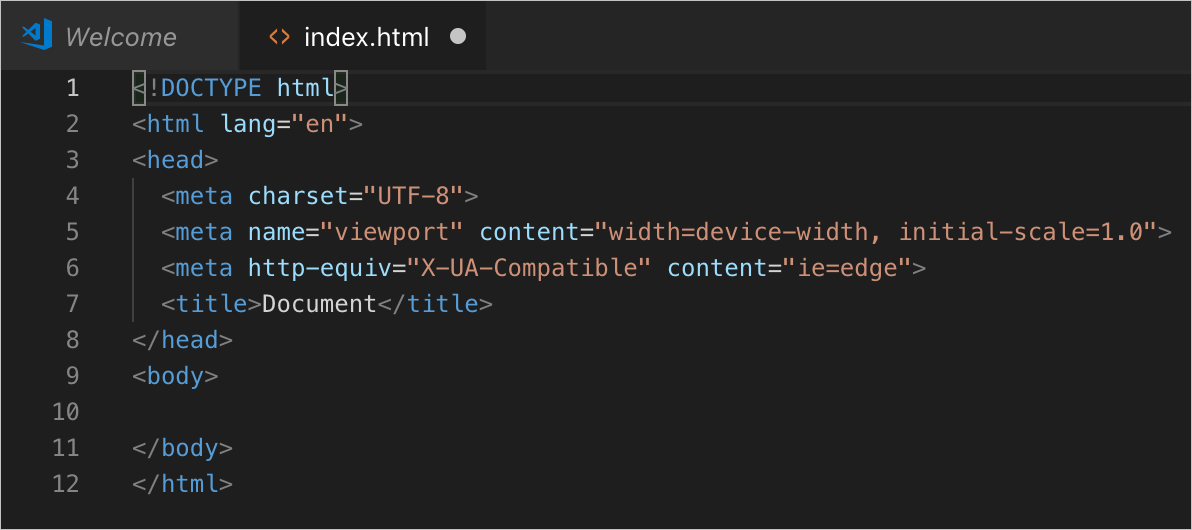 Welcome
index.html
1 <!DOCTYPE html>
2 <html lang="en">
3 <head>
4   <meta charset="UTF-8">
5   <meta name="viewport" content="width=device-width, initial-scale=1.0">
6   <meta http-equiv="X-UA-Compatible" content="ie=edge">
7   <title>Document</title>
8 </head>
9 <body>
10
11 </body>
12 </html>